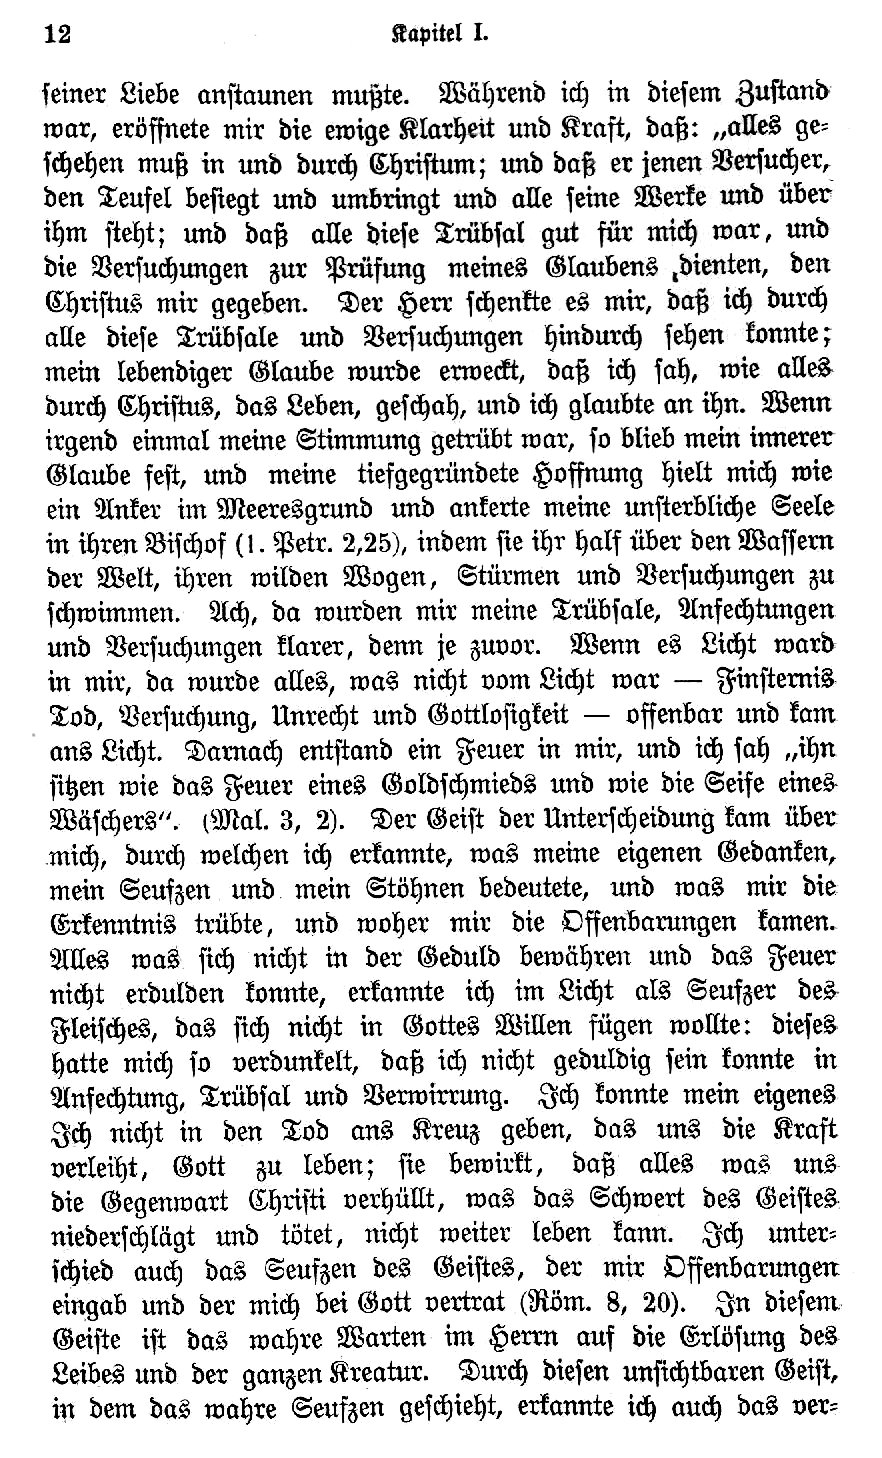 12 Kapitel I.
seiner Liebe anstaunen mußte. Während ich in diesem Zustand
war, eröffnete mir die ewige Klarheit und Kraft, daß: „alles ge-
schehen muß in und durch Christum; und daß er jenen Versucher,
den Teufel besiegt und umbringt und alle seine Werke und über
ihm steht; und daß alle diese Trübsal gut für mich war, und
die Versuchungen zur Prüfung meines Glaubens dienten, den
Christus mir gegeben. Der Herr schenkte es mir, daß ich durch
alle diese Trübsale und Versuchungen hindurch sehen konnte;
mein lebendiger Glaube wurde erweckt, daß ich sah, wie alles
durch Christus, das Leben, geschah, und ich glaubte an ihn. Wenn
irgend einmal meine Stimmung getrübt war, so blieb mein innerer
Glaube fest, und meine tiefgegründete Hoffnung hielt mich wie
ein Anker im Meeresgrund und ankerte meine unsterbliche Seele
in ihren Bischof (1. Petr. 2,25), indem sie ihr half über den Wassern
der Welt, ihren wilden Wogen, Stürmen und Versuchungen zu
schwimmen. Ach, da wurden mir meine Trübsale, Anfechtungen
und Versuchungen klarer, denn je zuvor. Wenn es Licht ward
in mir, da wurde alles, was nicht vom Licht war — Finsternis
Tod, Versuchung, Unrecht und Gottlosigkeit — offenbar und kam
ans Licht. Darnach entstand ein Feuer in mir, und ich sah „ihn
sitzen wie das Feuer eines Goldschmieds und wie die Seife eines
Wäschers“. (Mal. 3, 2). Der Geist der Unterscheidung kam über
mich, durch welchen ich erkannte, was meine eigenen Gedanken,
mein Seufzen und mein Stöhnen bedeutete, und was mir die
Erkenntnis trübte, und woher mir die Offenbarungen kamen.
Alles was sich nicht in der Geduld bewähren und das Feuer
nicht erdulden konnte, erkannte ich im Licht als Seufzer des
Fleisches, das sich nicht in Gottes Willen fügen wollte: dieses
hatte mich so verdunkelt, daß ich nicht geduldig sein konnte in
Anfechtung, Trübsal und Verwirrung. Ich konnte mein eigenes
Ich nicht in den Tod ans Kreuz geben, das uns die Kraft
verleiht, Gott zu leben; sie bewirkt, daß alles was uns
die Gegenwart Christi verhüllt, was das Schwert des Geistes
niederschlägt und tötet, nicht weiter leben kann. Ich unter-
schied auch das Seufzen des Geistes, der mir Offenbarungen
eingab und der mich bei Gott vertrat (Röm. 8, 20). In diesem
Geiste ist das wahre Warten im Herrn auf die Erlösung des
Leibes und der ganzen Kreatur. Durch diesen unsichtbaren Geist,
in dem das wahre Seufzen geschieht, erkannte ich auch das ver-